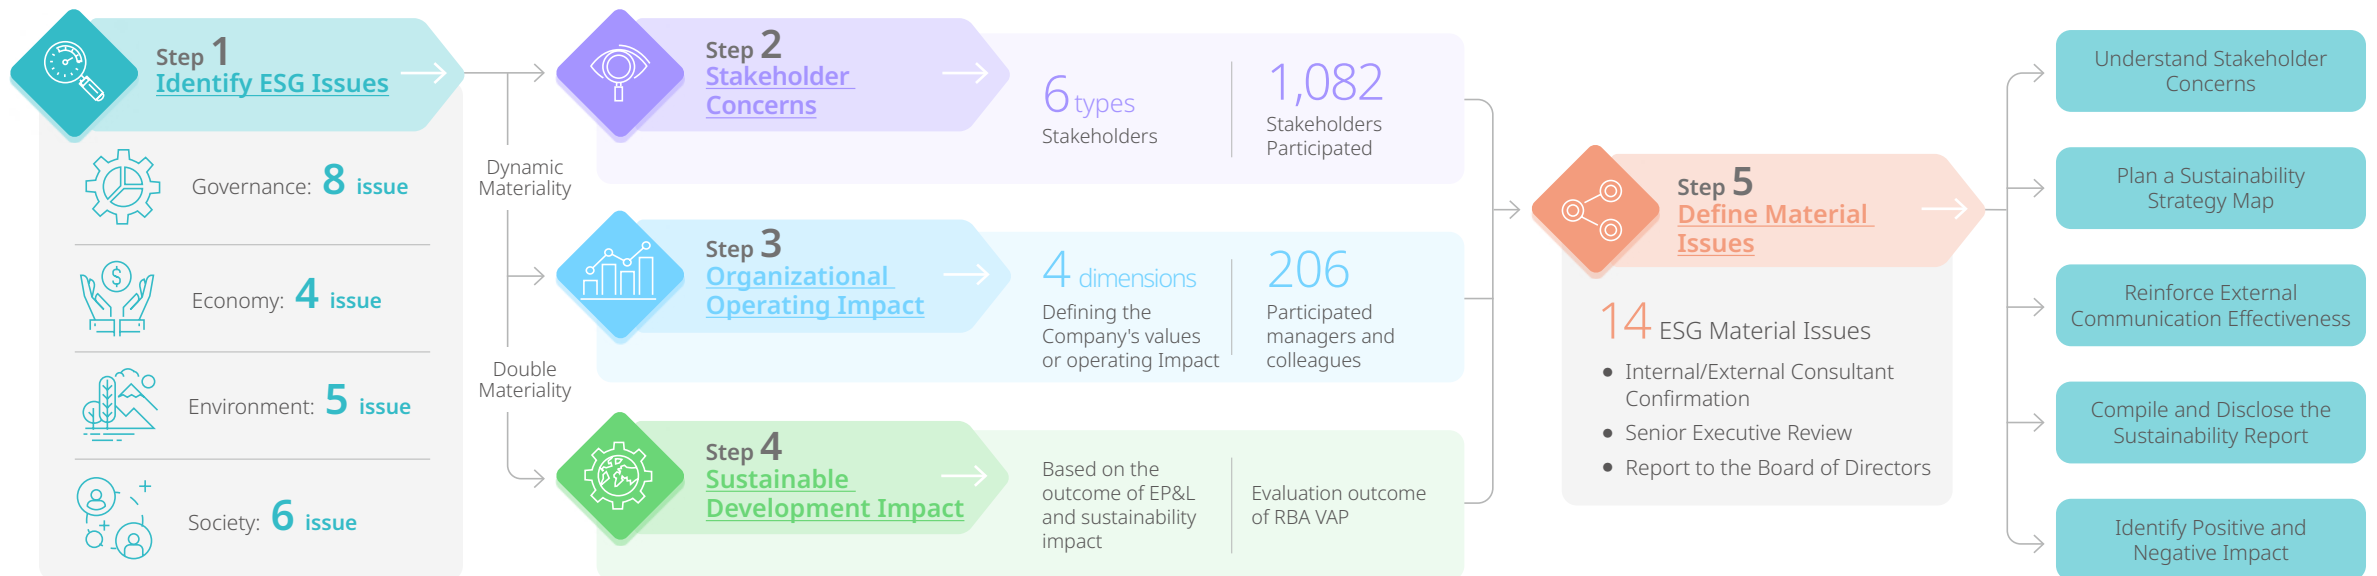 Step 1
Identify ESG Issues
Governance: 8 issue
Economy: 4 issue
Environment: 5 issue
Society: 6 issue
Dynamic
Materiality
Double
Materiality
Step 2
Stakeholder
Concerns
6 types
Stakeholders
1,082
Stakeholders
Participated
Step 3
Organizational
Operating Impact
4 dimensions
Defining the
Company's values
or operating Impact
206
Participated
managers and
colleagues
Step 4
Sustainable
Development Impact
Based on the
outcome of EP&L
and sustainability
impact
Evaluation outcome
of RBA VAP
Step 5
Define Material
Issues
14 ESG Material Issues
● Internal/External Consultant
Confirmation
● Senior Executive Review
● Report to the Board of Directors
Understand Stakeholder
Concerns
Plan a Sustainability
Strategy Map
Reinforce External
Communication Effectiveness
Compile and Disclose the
Sustainability Report
Identify Positive and
Negative Impact